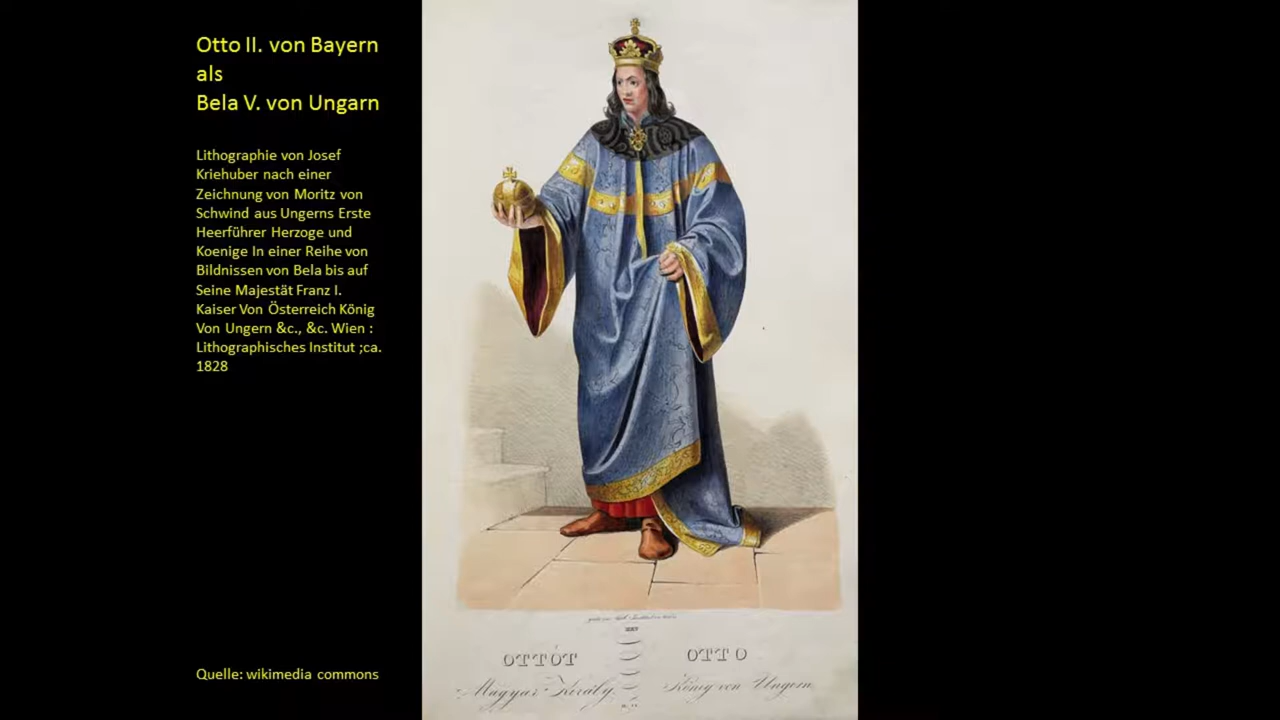 Otto II. von Bayern
als
Bela V. von Ungarn
Lithographie von Josef
Kriehuber nach einer
Zeichnung von Moritz von
Schwind aus Ungerns Erste
Heerführer Herzoge und
Koenige In einer Reihe von
Bildnissen von Bela bis auf
Seine Majestät Franz I.
Kaiser Von Österreich König
Von Ungern &c., &c. Wien :
Lithographisches Institut ;ca.
1828
Quelle: wikimedia commons
OTTÓT
Magyar Király.
OTTO
König von Ungern